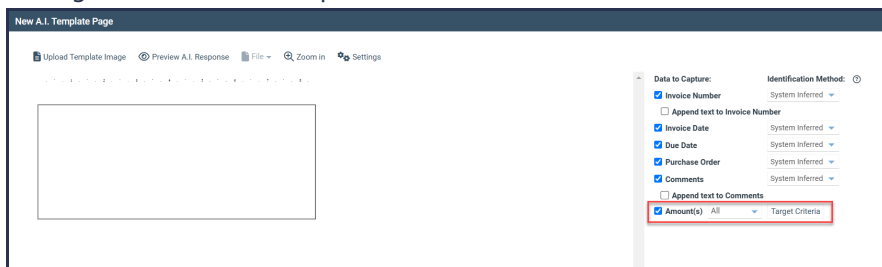 New A.I. Template Page
Upload Template Image Preview A.I. Response File Zoom in Settings
Data to Capture: Identification Method:
Invoice Number System Inferred
Append text to Invoice Number
Invoice Date System Inferred
Due Date System Inferred
Purchase Order System Inferred
Comments System Inferred
Append text to Comments
Amount(s) All Target Criteria